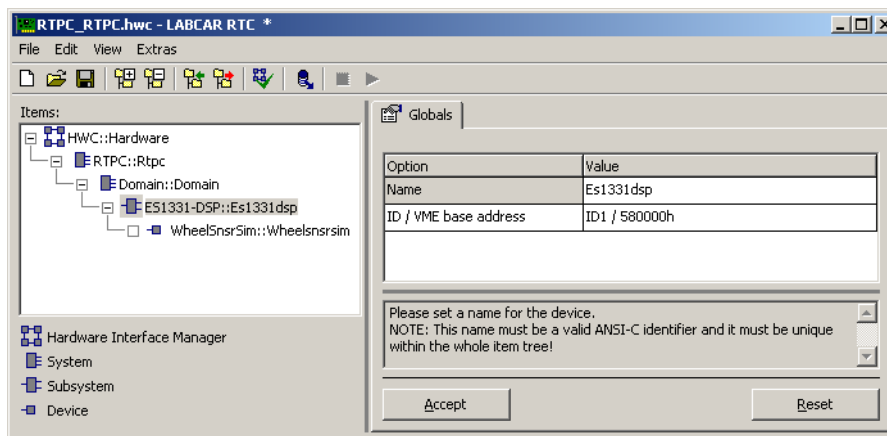 RTPC_RTPC.hwc - LABCAR RTC *
File Edit View Extras
Items:
HWC::Hardware
RTPC::Rtpc
Domain::Domain
ES1331-DSP::Es1331dsp
WheelSnsrSim::Wheelsnsrsim
Hardware Interface Manager
System
Subsystem
Device
Globals
Option Value
Name Es1331dsp
ID / VME base address ID1 / 580000h
Please set a name for the device.
NOTE: This name must be a valid ANSI-C identifier and it must be unique
within the whole item tree!
Accept Reset